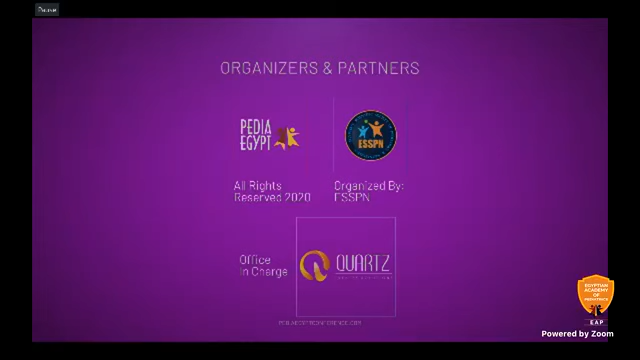 Pause
ORGANIZERS & PARTNERS
PEDIA
EGYPT
ESSPN
All Rights
Reserved 2020
Organized By:
ESSPN
Office
In Charge
QUARTZ
EGYPTIAN
ACADEMY
OF
PEDIATRICS
EAP
Powered by Zoom